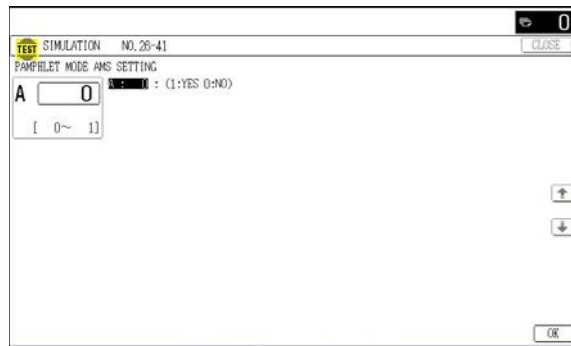 0
TEST SIMULATION NO. 26-41 CLOSE
PAMPHLET MODE AMS SETTING
A 0 A : 0 : (1:YES 0:NO)
[ 0~ 1]
OK